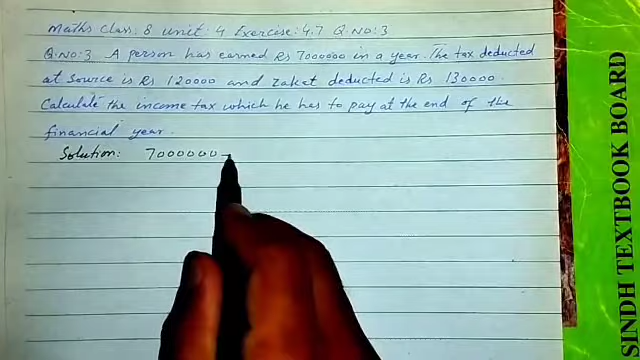 Maths Class: 8 unit: 4 Exercise: 4.7 Q.NO: 3
Q.NO: 3. A person has earned Rs 7000000 in a year. The tax deducted
at source is Rs 120000 and zakat deducted is Rs 130000.
Calculate the income tax which he has to pay at the end of the
financial year.
Solution: 7000000 -
SINDH TEXTBOOK BOARD